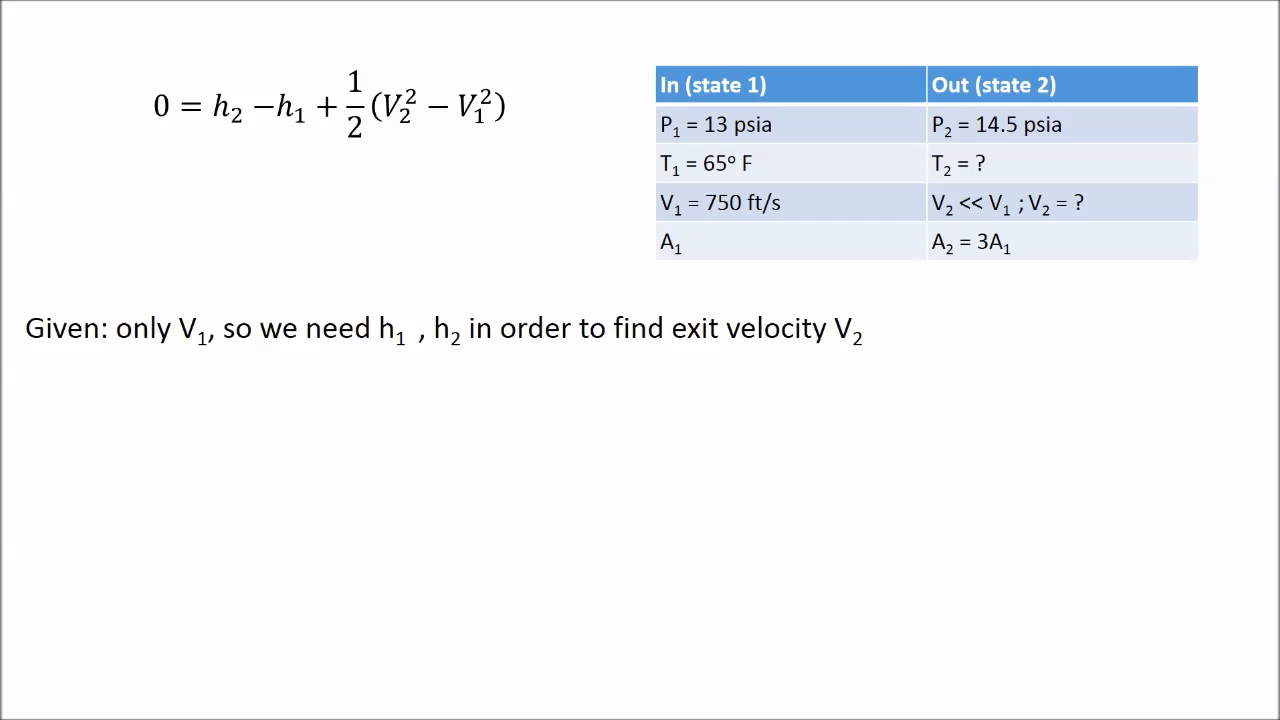 0 = h₂ −h₁ + 1/2 (V₂² − V₁²)
In (state 1) Out (state 2)
P₁ = 13 psia P₂ = 14.5 psia
T₁ = 65° F T₂ = ?
V₁ = 750 ft/s V₂ << V₁ ; V₂ = ?
A₁ A₂ = 3A₁
Given: only V₁, so we need h₁ , h₂ in order to find exit velocity V₂